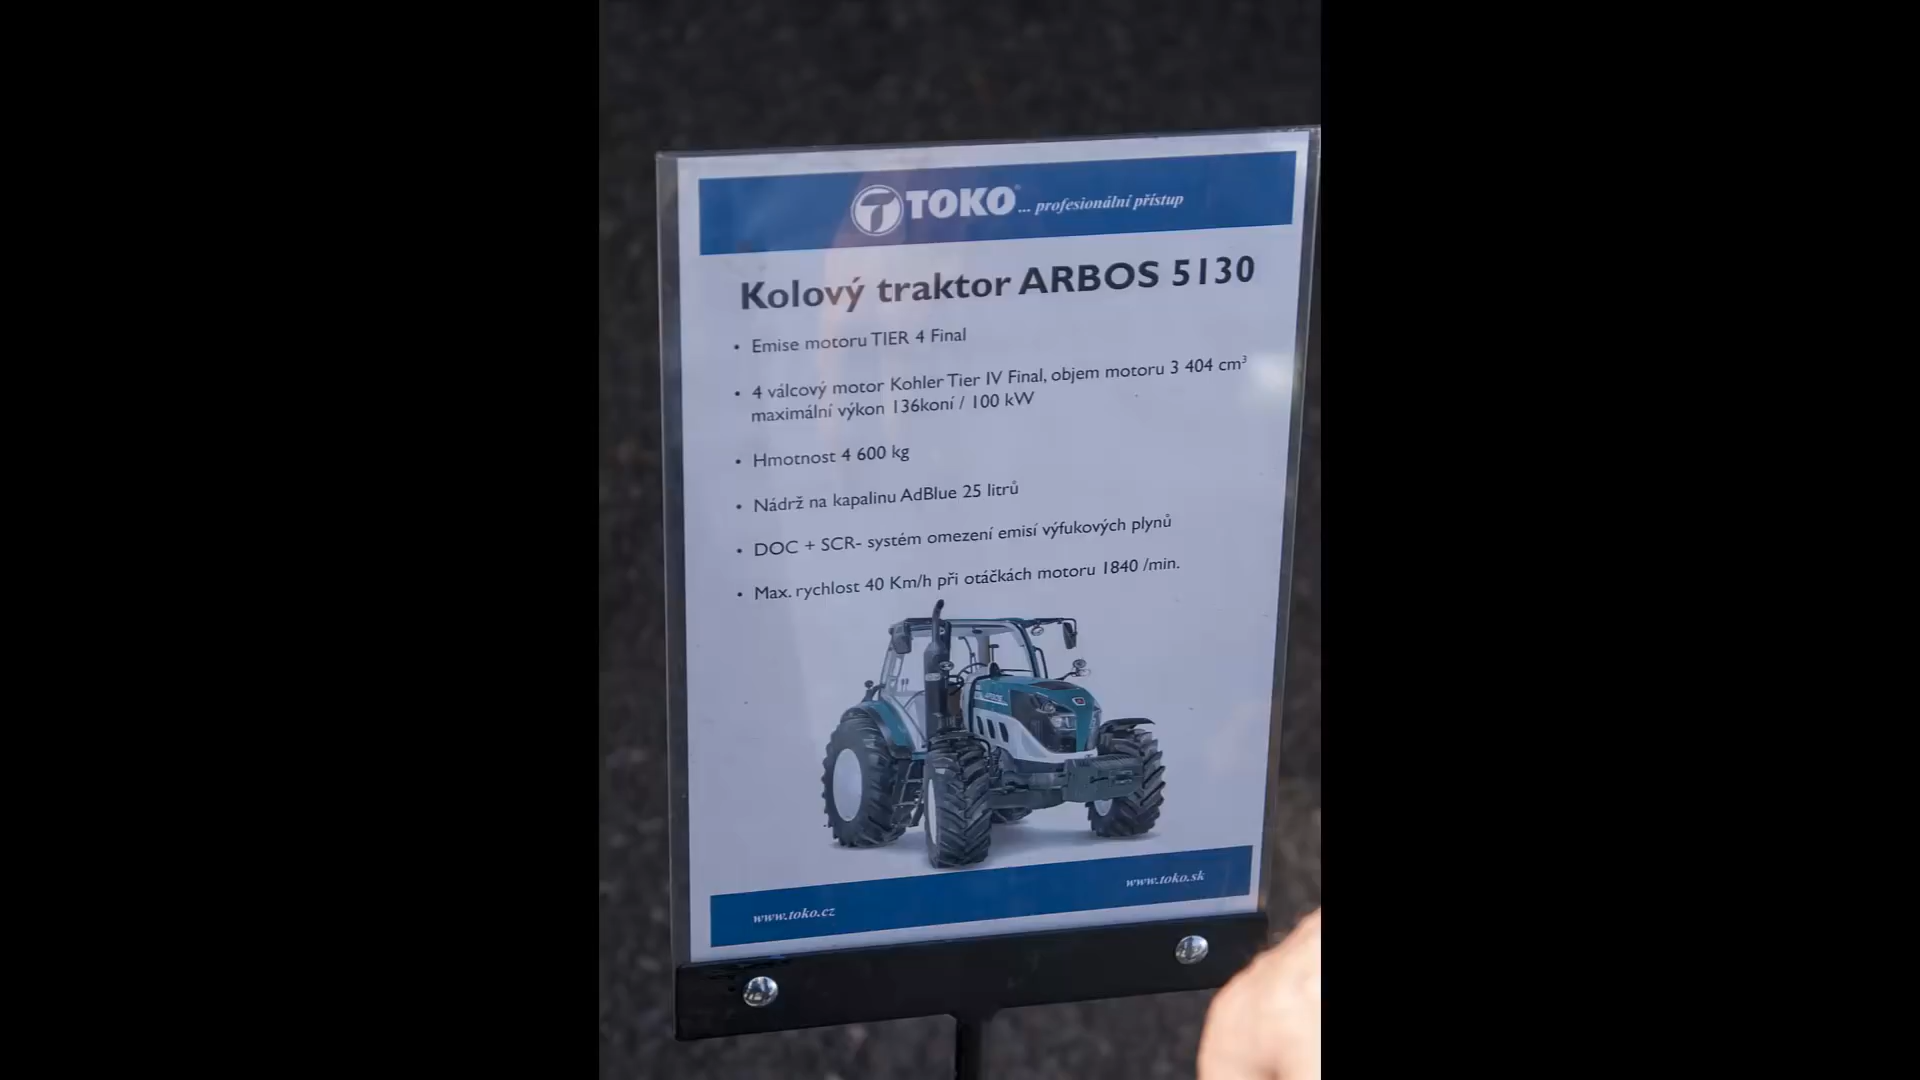 TOKO® ... profesionální přístup
Kolový traktor ARBOS 5130
• Emise motoru TIER 4 Final
• 4 válcový motor Kohler Tier IV Final, objem motoru 3 404 cm³
maximální výkon 136koní / 100 kW
• Hmotnost 4 600 kg
• Nádrž na kapalinu AdBlue 25 litrů
• DOC + SCR- systém omezení emisí výfukových plynů
• Max. rychlost 40 Km/h při otáčkách motoru 1840 /min.
www.toko.cz
www.toko.sk